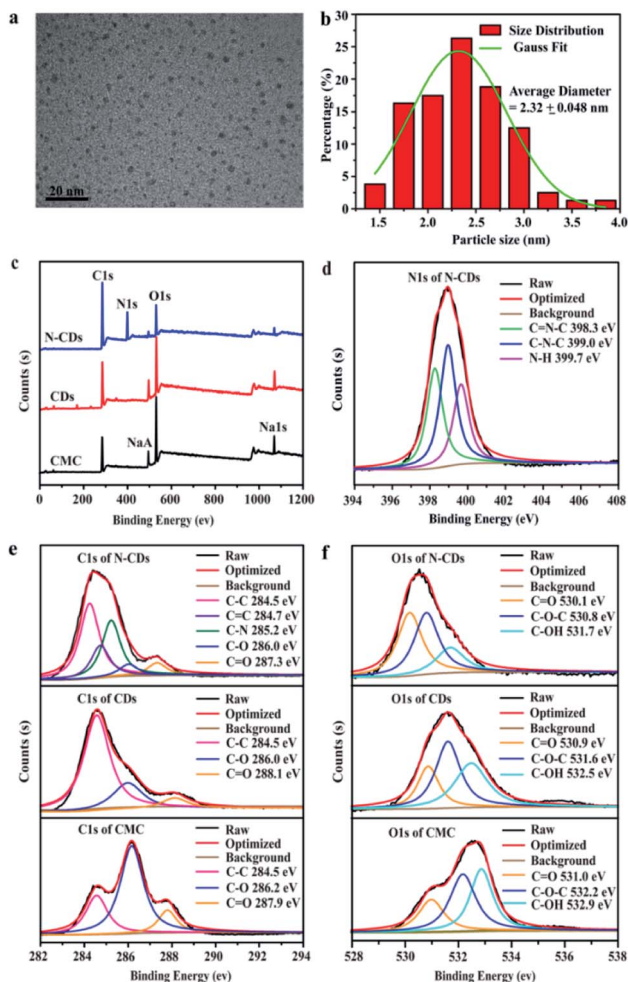 a
20 nm
b
Percentage (%)
30
25
20
15
10
5
0
Size Distribution
Gauss Fit
Average Diameter
= 2.32 ± 0.048 nm
1.5 2.0 2.5 3.0 3.5 4.0
Particle size (nm)
c
Counts (s)
C1s
N1s
O1s
N-CDs
CDs
CMC
NaA
Na1s
0 200 400 600 800 1000 1200
Binding Energy (ev)
d
Counts (s)
N1s of N-CDs
Raw
Optimized
Background
C=N-C 398.3 eV
C-N-C 399.0 eV
N-H 399.7 eV
394 396 398 400 402 404 406 408
Binding Energy (eV)
e
Counts (s)
C1s of N-CDs
Raw
Optimized
Background
C-C 284.5 eV
C=C 284.7 eV
C-N 285.2 eV
C-O 286.0 eV
C=O 287.3 eV
C1s of CDs
Raw
Optimized
Background
C-C 284.5 eV
C-O 286.0 eV
C=O 288.1 eV
C1s of CMC
Raw
Optimized
Background
C-C 284.5 eV
C-O 286.2 eV
C=O 287.9 eV
282 284 286 288 290 292 294
Binding Energy (ev)
f
Counts (s)
O1s of N-CDs
Raw
Optimized
Background
C=O 530.1 eV
C-O-C 530.8 eV
C-OH 531.7 eV
O1s of CDs
Raw
Optimized
Background
C=O 530.9 eV
C-O-C 531.6 eV
C-OH 532.5 eV
O1s of CMC
Raw
Optimized
Background
C=O 531.0 eV
C-O-C 532.2 eV
C-OH 532.9 eV
528 530 532 534 536 538
Binding Energy (ev)